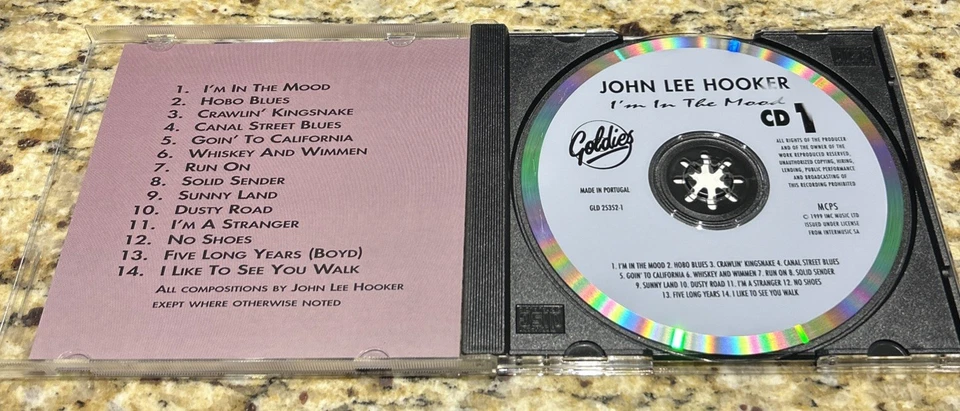 1. I'm In The Mood
2. Hobo Blues
3. Crawlin' Kingsnake
4. Canal Street Blues
5. Goin' To California
6. Whiskey And Wimmen
7. Run On
8. Solid Sender
9. Sunny Land
10. Dusty Road
11. I'm A Stranger
12. No Shoes
13. Five Long Years (Boyd)
14. I Like To See You Walk
All compositions by John Lee Hooker
exept where otherwise noted
JOHN LEE HOOKER
I'm In The Mood
CD 1
Goldies
ALL RIGHTS OF THE PRODUCER
AND OF THE OWNER OF THE
WORK REPRODUCED RESERVED.
UNAUTHORIZED COPYING, HIRING,
LENDING, PUBLIC PERFORMANCE
AND BROADCASTING OF
THIS RECORDING PROHIBITED
MADE IN PORTUGAL
GLD 25352-1
MCPS
© 1999 IMC MUSIC LTD
ISSUED UNDER LICENSE
FROM INTERMUSIC SA
1. I'M IN THE MOOD 2. HOBO BLUES 3. CRAWLIN' KINGSNAKE 4. CANAL STREET BLUES
5. GOIN' TO CALIFORNIA 6. WHISKEY AND WIMMEN 7. RUN ON 8. SOLID SENDER
9. SUNNY LAND 10. DUSTY ROAD 11. I'M A STRANGER 12. NO SHOES
13. FIVE LONG YEARS 14. I LIKE TO SEE YOU WALK